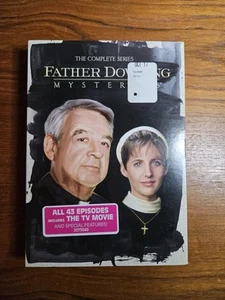 THE COMPLETE SERIES
FATHER DOWLING
MYSTERIES
ALL 43 EPISODES
INCLUDES THE TV MOVIE
(AND SPECIAL FEATURES)